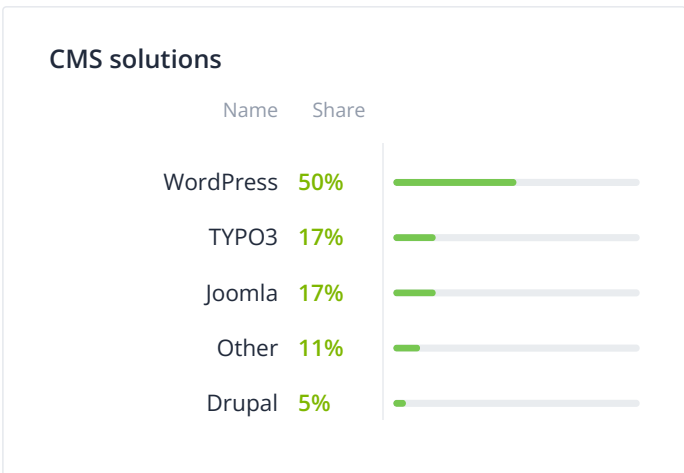 CMS solutions
Name Share
WordPress 50%
TYPO3 17%
Joomla 17%
Other 11%
Drupal 5%